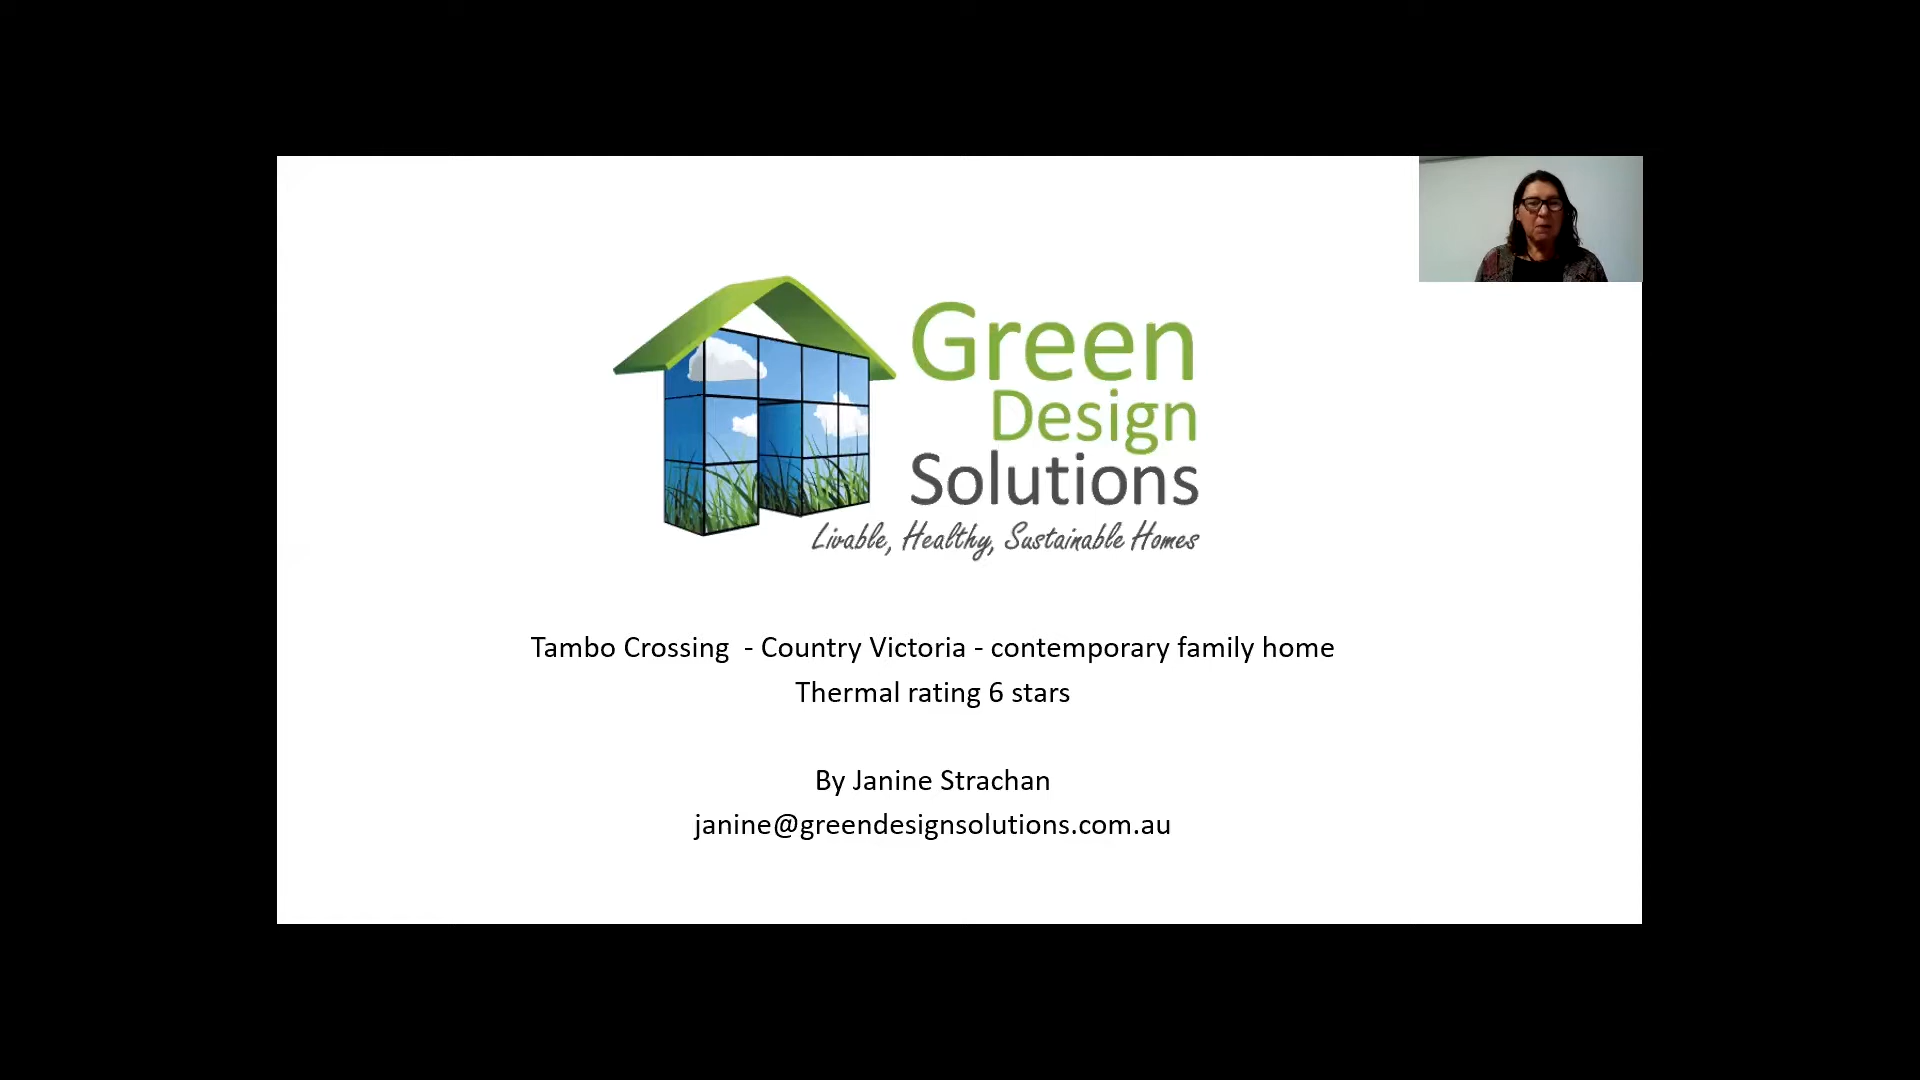 Green
Design
Solutions
Livable, Healthy, Sustainable Homes
Tambo Crossing  - Country Victoria - contemporary family home
Thermal rating 6 stars
By Janine Strachan
janine@greendesignsolutions.com.au